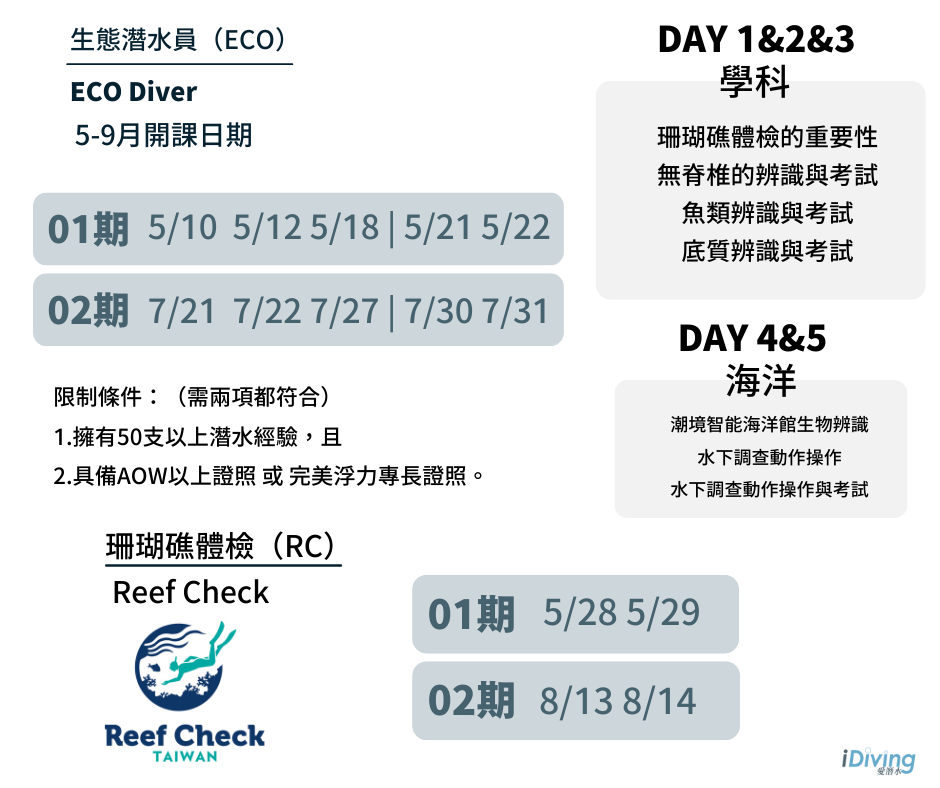 生態潛水員（ECO）
ECO Diver
5-9月開課日期
01期 5/10 5/12 5/18 | 5/21 5/22
02期 7/21 7/22 7/27 | 7/30 7/31
限制條件：（需兩項都符合）
1.擁有50支以上潛水經驗，且
2.具備AOW以上證照 或 完美浮力專長證照。
DAY 1&2&3
學科
珊瑚礁體檢的重要性
無脊椎的辨識與考試
魚類辨識與考試
底質辨識與考試
DAY 4&5
海洋
潮境智能海洋館生物辨識
水下調查動作操作
水下調查動作操作與考試
珊瑚礁體檢（RC）
Reef Check
Reef Check
TAIWAN
01期 5/28 5/29
02期 8/13 8/14
iDiving
愛潛水